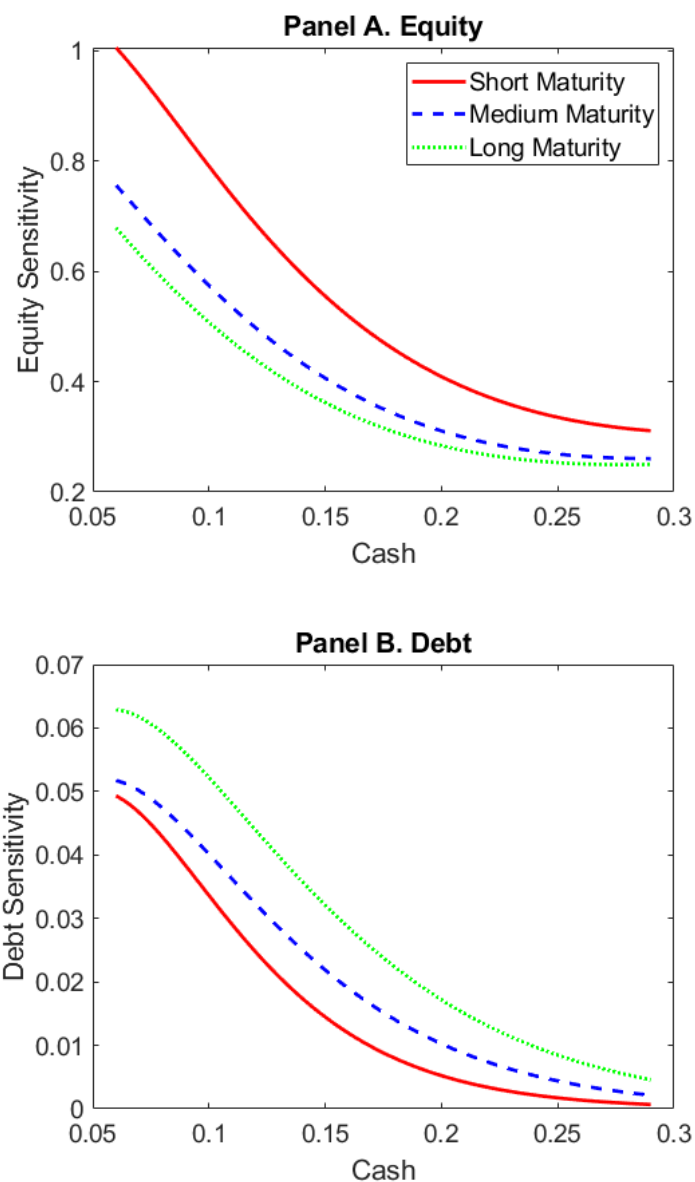 Panel A. Equity
1
0.8
0.6
0.4
0.2
Equity Sensitivity
Short Maturity
Medium Maturity
Long Maturity
0.05 0.1 0.15 0.2 0.25 0.3
Cash
Panel B. Debt
0.07
0.06
0.05
0.04
0.03
0.02
0.01
0
Debt Sensitivity
0.05 0.1 0.15 0.2 0.25 0.3
Cash